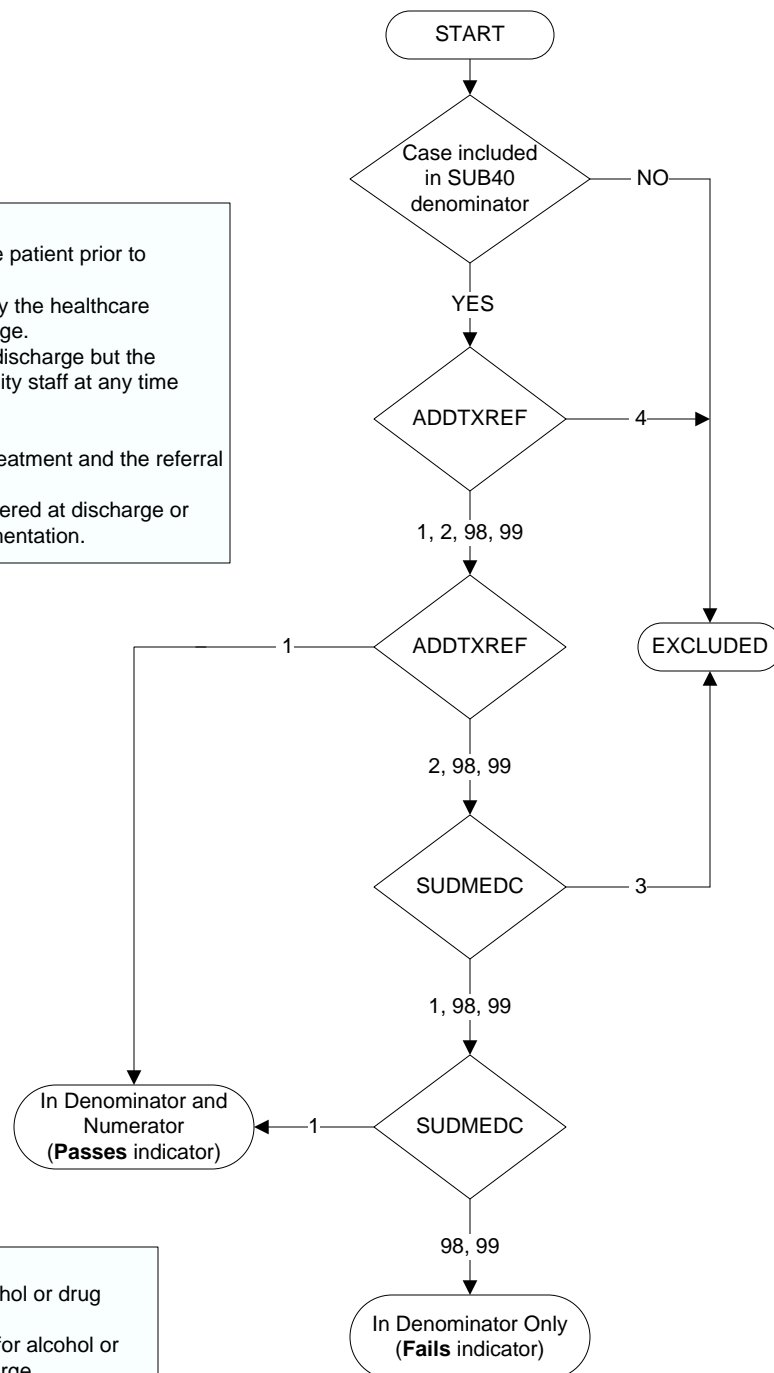 START
Case included
in SUB40
denominator
NO
e patient prior to
y the healthcare
ge.
discharge but the
ity staff at any time
eatment and the referral
ered at discharge or
nentation.
YES
ADDTXREF
4
1, 2, 98, 99
ADDTXREF
1
EXCLUDED
2, 98, 99
SUDMEDC
3
1, 98, 99
In Denominator and
Numerator
(Passes indicator)
1
SUDMEDC
98, 99
hol or drug
for alcohol or
rge
In Denominator Only
(Fails indicator)